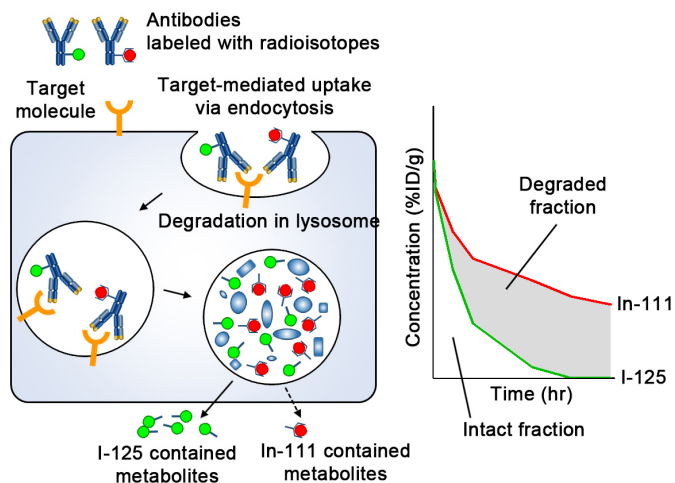 Antibodies
labeled with radioisotopes
Target
molecule
Target-mediated uptake
via endocytosis
Degradation in lysosome
I-125 contained
metabolites
In-111 contained
metabolites
Concentration (%ID/g)
Degraded
fraction
In-111
I-125
Time (hr)
Intact fraction